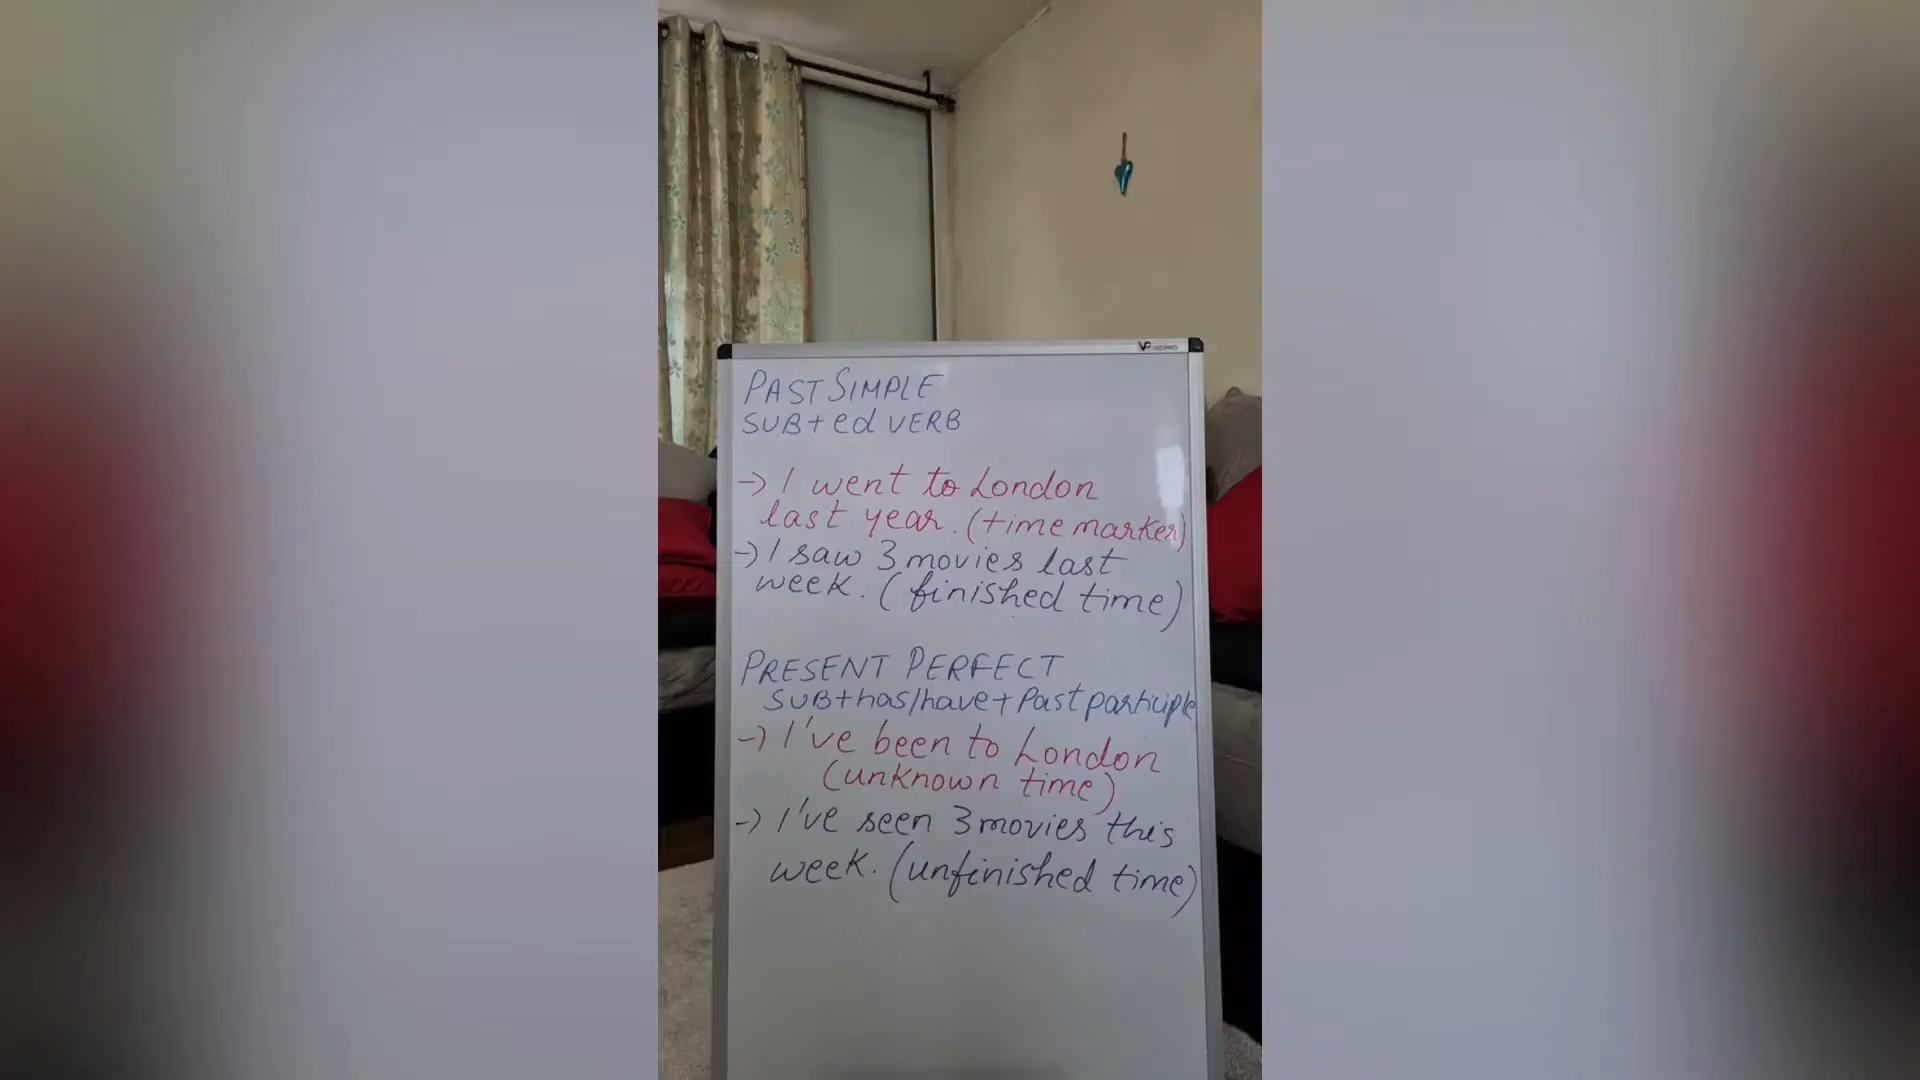 PAST SIMPLE
SUB+ed VERB
-> I went to London
last year. (time marker)
-> I saw 3 movies last
week. (finished time)
PRESENT PERFECT
SUB+has/have+Past participle
-> I've been to London
(unknown time)
-> I've seen 3 movies this
week. (unfinished time)